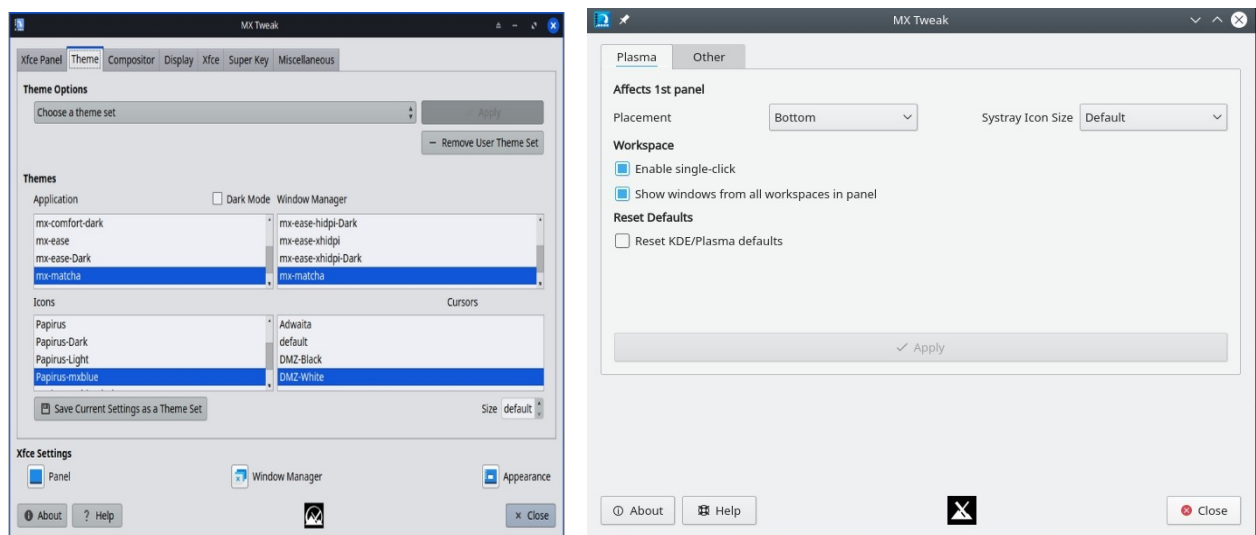 MX Tweak
Xfce Panel Theme Compositor Display Xfce Super Key Miscellaneous
Theme Options
Choose a theme set Apply
Remove User Theme Set
Themes
Application Dark Mode Window Manager
mx-comfort-dark mx-ease-hidpi-Dark
mx-ease mx-ease-xhidpi
mx-ease-Dark mx-ease-xhidpi-Dark
mx-matcha mx-matcha
Icons Cursors
Papirus Adwaita
Papirus-Dark default
Papirus-Light DMZ-Black
Papirus-mxblue DMZ-White
Save Current Settings as a Theme Set Size default
Xfce Settings
Panel Window Manager Appearance
About ? Help x Close
MX Tweak
Plasma Other
Affects 1st panel
Placement Bottom Systray Icon Size Default
Workspace
Enable single-click
Show windows from all workspaces in panel
Reset Defaults
Reset KDE/Plasma defaults
Apply
About Help Close